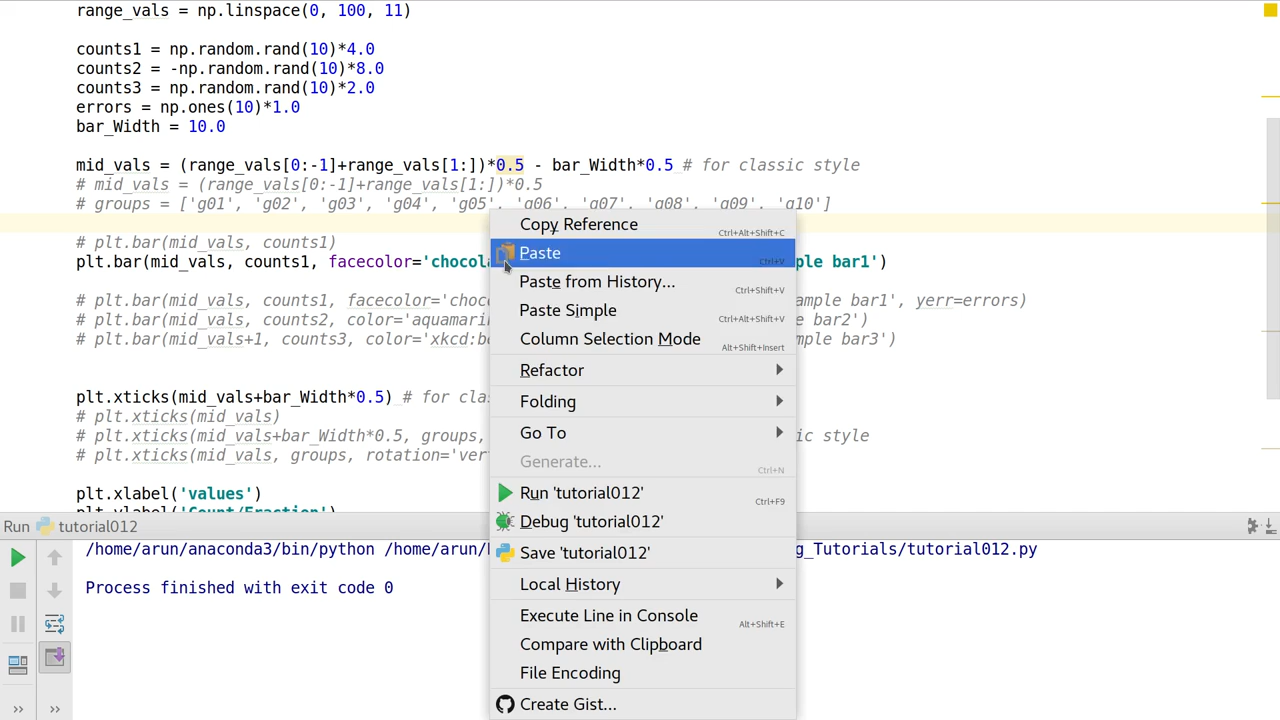 range_vals = np.linspace(0, 100, 11)
counts1 = np.random.rand(10)*4.0
counts2 = -np.random.rand(10)*8.0
counts3 = np.random.rand(10)*2.0
errors = np.ones(10)*1.0
bar_Width = 10.0
mid_vals = (range_vals[0:-1]+range_vals[1:])*0.5 - bar_Width*0.5 # for classic style
# mid_vals = (range_vals[0:-1]+range_vals[1:])*0.5
# groups = ['g01', 'g02', 'g03', 'g04', 'g05', 'g06', 'g07', 'g08', 'g09', 'g10']
# plt.bar(mid_vals, counts1)
plt.bar(mid_vals, counts1, facecolor='chocola ple bar1')
# plt.bar(mid_vals, counts1, facecolor='choc ample bar1', yerr=errors)
# plt.bar(mid_vals, counts2, color='aquamari e bar2')
# plt.bar(mid_vals+1, counts3, color='xkcd:b mple bar3')
plt.xticks(mid_vals+bar_Width*0.5) # for cla
# plt.xticks(mid_vals)
# plt.xticks(mid_vals+bar_Width*0.5, groups, ic style
# plt.xticks(mid_vals, groups, rotation='ver
plt.xlabel('values')
plt.ylabel('Count/Fraction')
Copy Reference Ctrl+Alt+Shift+C
Paste Ctrl+V
Paste from History... Ctrl+Shift+V
Paste Simple Ctrl+Alt+Shift+V
Column Selection Mode Alt+Shift+Insert
Refactor
Folding
Go To
Generate... Ctrl+N
Run 'tutorial012' Ctrl+F9
Debug 'tutorial012'
Save 'tutorial012'
Local History
Execute Line in Console Alt+Shift+E
Compare with Clipboard
File Encoding
Create Gist...
Run tutorial012
/home/arun/anaconda3/bin/python /home/arun/ g_Tutorials/tutorial012.py
Process finished with exit code 0